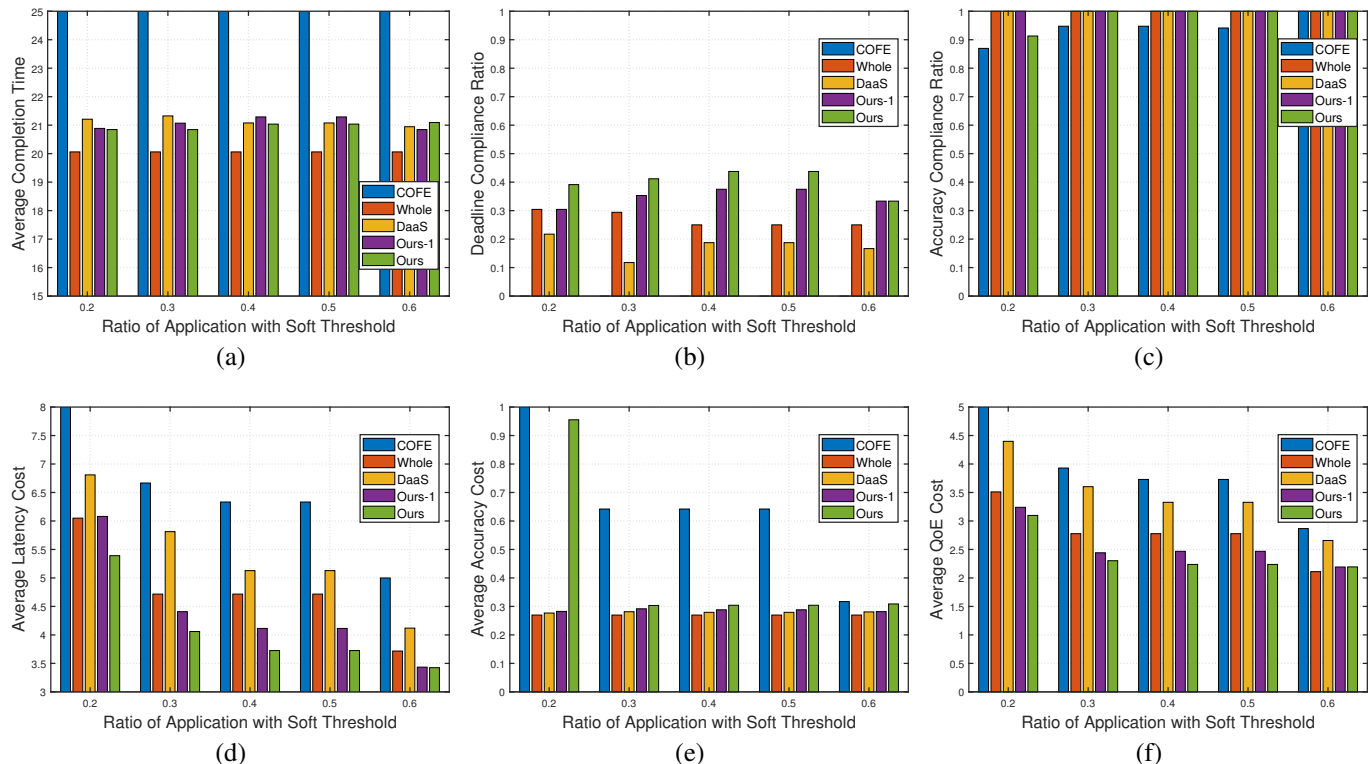 25
24
23
22
21
20
19
18
17
16
15
Average Completion Time
COFE
Whole
DaaS
Ours-1
Ours
0.2 0.3 0.4 0.5 0.6
Ratio of Application with Soft Threshold
(a)
1
0.9
0.8
0.7
0.6
0.5
0.4
0.3
0.2
0.1
0
Deadline Compliance Ratio
COFE
Whole
DaaS
Ours-1
Ours
0.2 0.3 0.4 0.5 0.6
Ratio of Application with Soft Threshold
(b)
1
0.9
0.8
0.7
0.6
0.5
0.4
0.3
0.2
0.1
0
Accuracy Compliance Ratio
COFE
Whole
DaaS
Ours-1
Ours
0.2 0.3 0.4 0.5 0.6
Ratio of Application with Soft Threshold
(c)
8
7.5
7
6.5
6
5.5
5
4.5
4
3.5
3
Average Latency Cost
COFE
Whole
DaaS
Ours-1
Ours
0.2 0.3 0.4 0.5 0.6
Ratio of Application with Soft Threshold
(d)
1
0.9
0.8
0.7
0.6
0.5
0.4
0.3
0.2
0.1
0
Average Accuracy Cost
COFE
Whole
DaaS
Ours-1
Ours
0.2 0.3 0.4 0.5 0.6
Ratio of Application with Soft Threshold
(e)
5
4.5
4
3.5
3
2.5
2
1.5
1
0.5
0
Average QoE Cost
COFE
Whole
DaaS
Ours-1
Ours
0.2 0.3 0.4 0.5 0.6
Ratio of Application with Soft Threshold
(f)